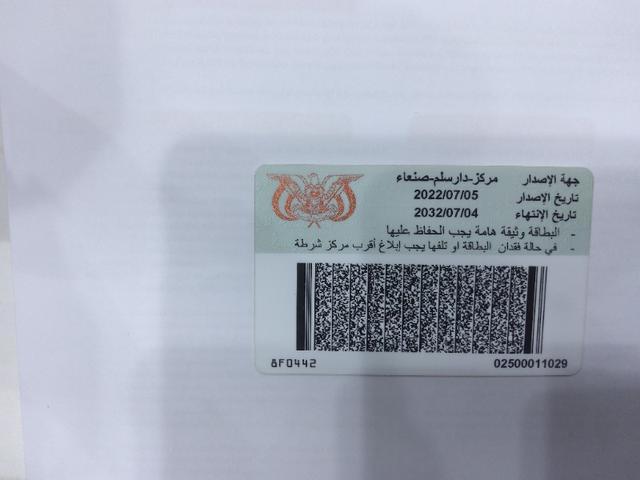 جهة الإصدار مركز-دارسلم-صنعاء
تاريخ الإصدار 2022/07/05
تاريخ الإنتهاء 2032/07/04
- البطاقة وثيقة هامة يجب الحفاظ عليها
- في حالة فقدان البطاقة او تلفها يجب إبلاغ أقرب مركز شرطة
8F0442 02500011029